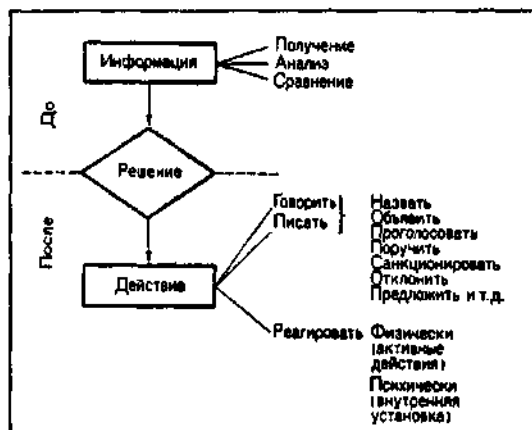 До
Информация
Получение
Анализ
Сравнение
Решение
После
Действия
Говорить
Писать
Назвать
Объявить
Проголосовать
Поручить
Санкционировать
Отклонить
Предложить и т.д.
Реагировать
Физически
(активные
действия)
Психически
(внутренняя
установка)